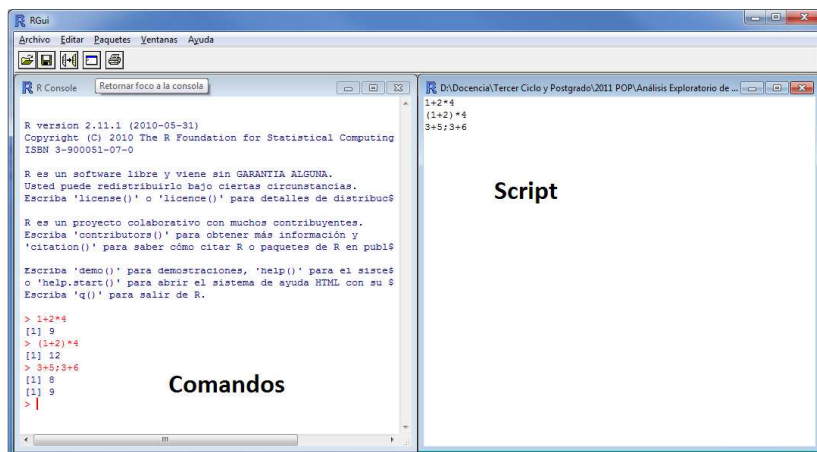 RGui
Archivo Editar Paquetes Ventanas Ayuda
R Console
Retornar foco a la consola
R version 2.11.1 (2010-05-31)
Copyright (C) 2010 The R Foundation for Statistical Computing
ISBN 3-900051-07-0
R es un software libre y viene sin GARANTIA ALGUNA.
Usted puede redistribuirlo bajo ciertas circunstancias.
Escriba 'license()' o 'licence()' para detalles de distribuc$
R es un proyecto colaborativo con muchos contribuyentes.
Escriba 'contributors()' para obtener más información y
'citation()' para saber cómo citar R o paquetes de R en publ$
Escriba 'demo()' para demostraciones, 'help()' para el siste$
o 'help.start()' para abrir el sistema de ayuda HTML con su $
Escriba 'q()' para salir de R.
> 1+2*4
[1] 9
> (1+2)*4
[1] 12
> 3+5;3+6
[1] 8
[1] 9
>
Comandos
D:\Docencia\Tercer Ciclo y Postgrado\2011 POP\Análisis Exploratorio de ...
1+2*4
(1+2)*4
3+5;3+6
Script